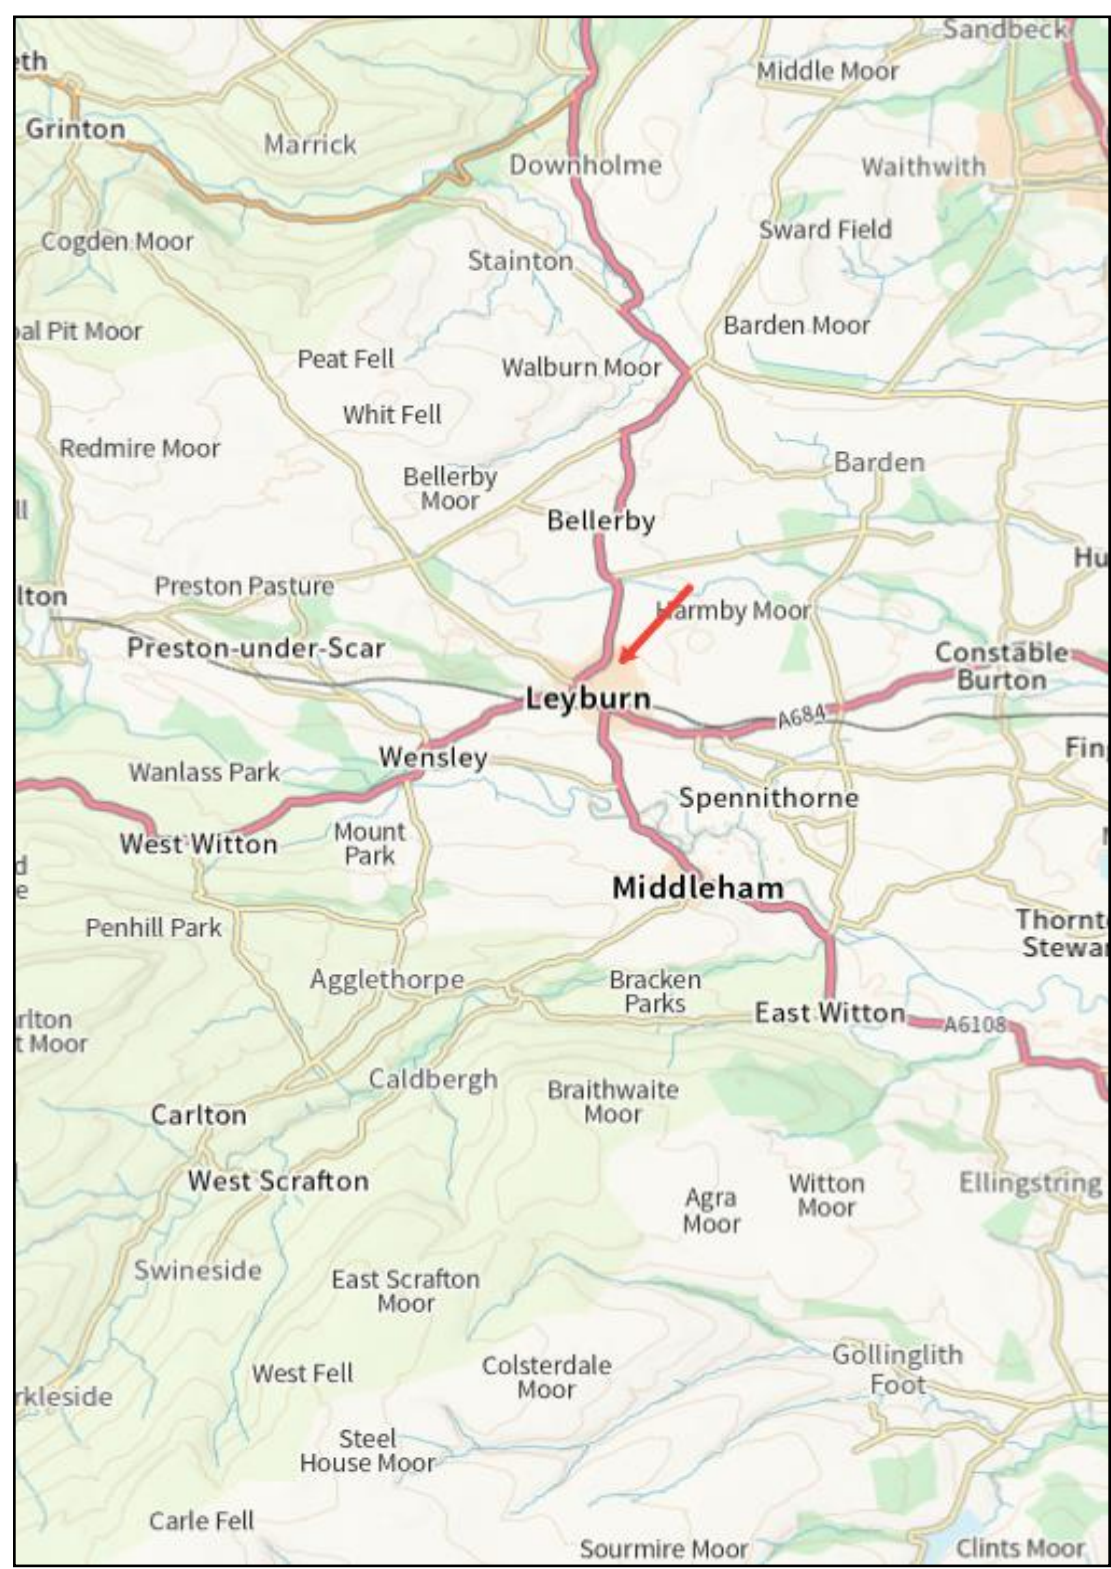 Sandbeck
eth
Middle Moor
Grinton
Marrick
Downholme
Waithwith
Cogden Moor
Sward Field
Stainton
oal Pit Moor
Barden Moor
Peat Fell
Walburn Moor
Whit Fell
Redmire Moor
Barden
Bellerby
Moor
ll
Bellerby
Hu
Preston Pasture
lton
Harmby Moor
Preston-under-Scar
Constable
Burton
Leyburn
A684
Wensley
Fin
Wanlass Park
Spennithorne
West Witton
Mount
Park
d
e
Middleham
Penhill Park
Thornt
Stewa
Agglethorpe
Bracken
Parks
rlton
t Moor
East Witton
A6108
Caldbergh
Braithwaite
Moor
Carlton
West Scrafton
Agra
Moor
Witton
Moor
Ellingstring
Swineside
East Scrafton
Moor
West Fell
Colsterdale
Moor
Gollinglith
Foot
rkleside
Steel
House Moor
Carle Fell
Sourmire Moor
Clints Moor